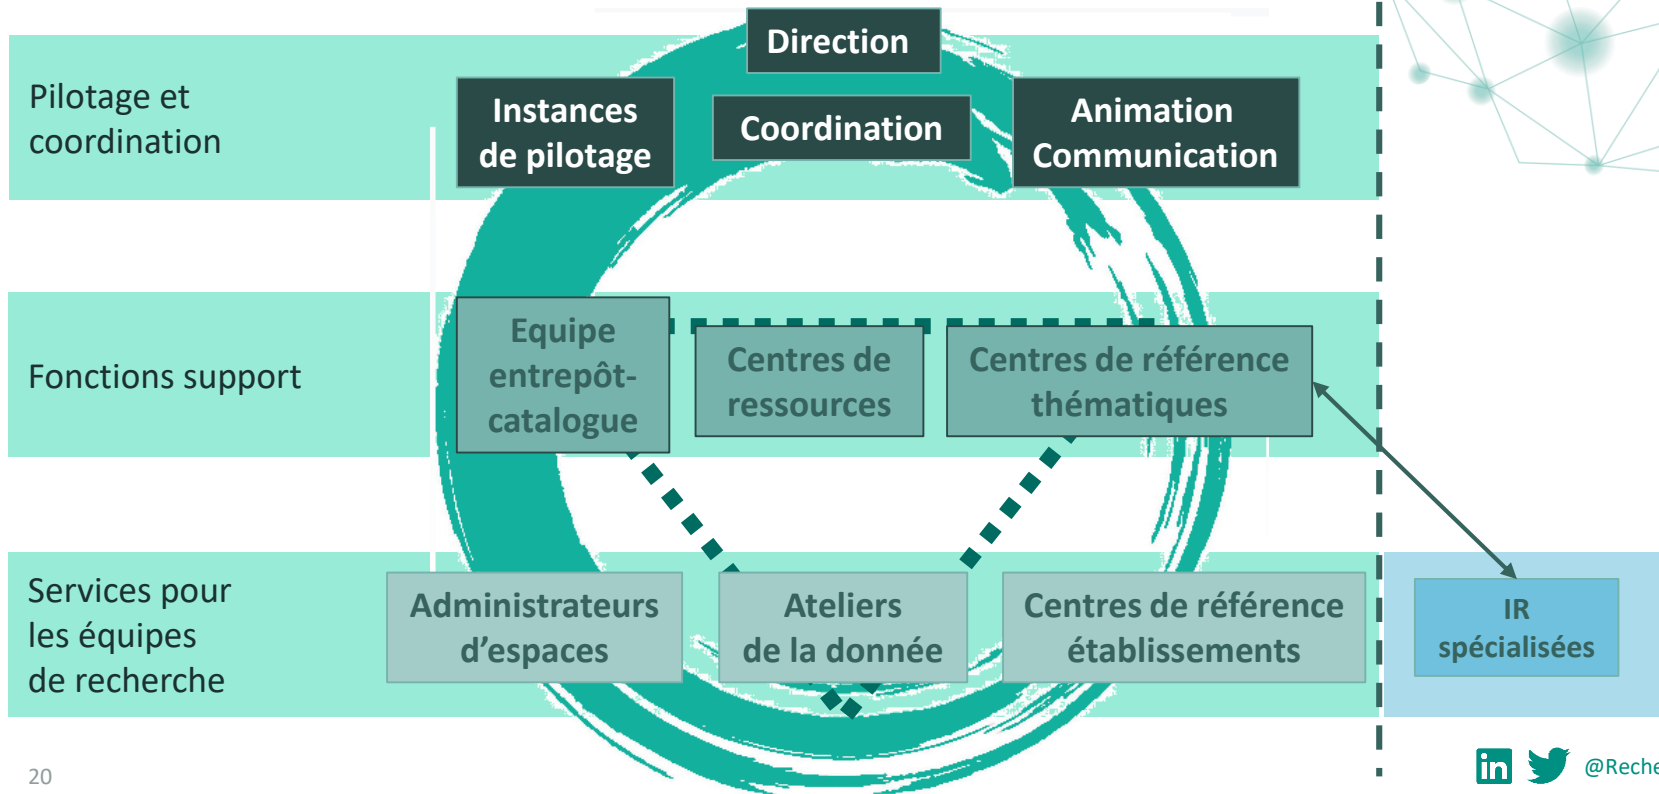 Pilotage et
coordination
Direction
Instances
de pilotage
Coordination
Animation
Communication
Fonctions support
Equipe
entrepôt-
catalogue
Centres de
ressources
Centres de référence
thématiques
Services pour
les équipes
de recherche
Administrateurs
d’espaces
Ateliers
de la donnée
Centres de référence
établissements
IR
spécialisées
20
in
@Reche